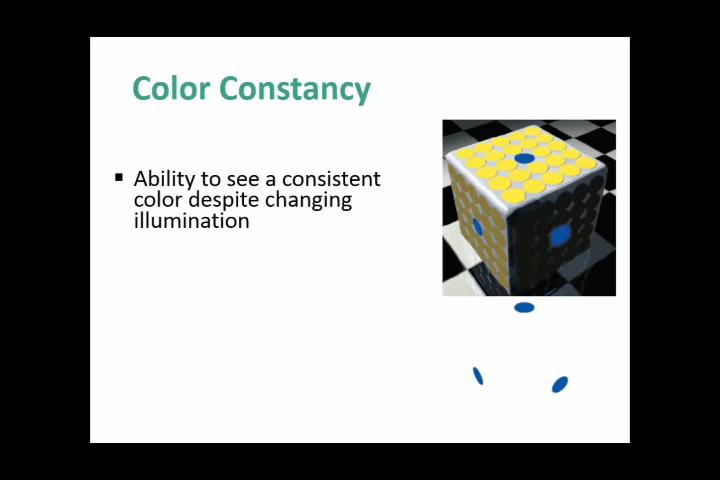 Color Constancy
▪ Ability to see a consistent
color despite changing
illumination